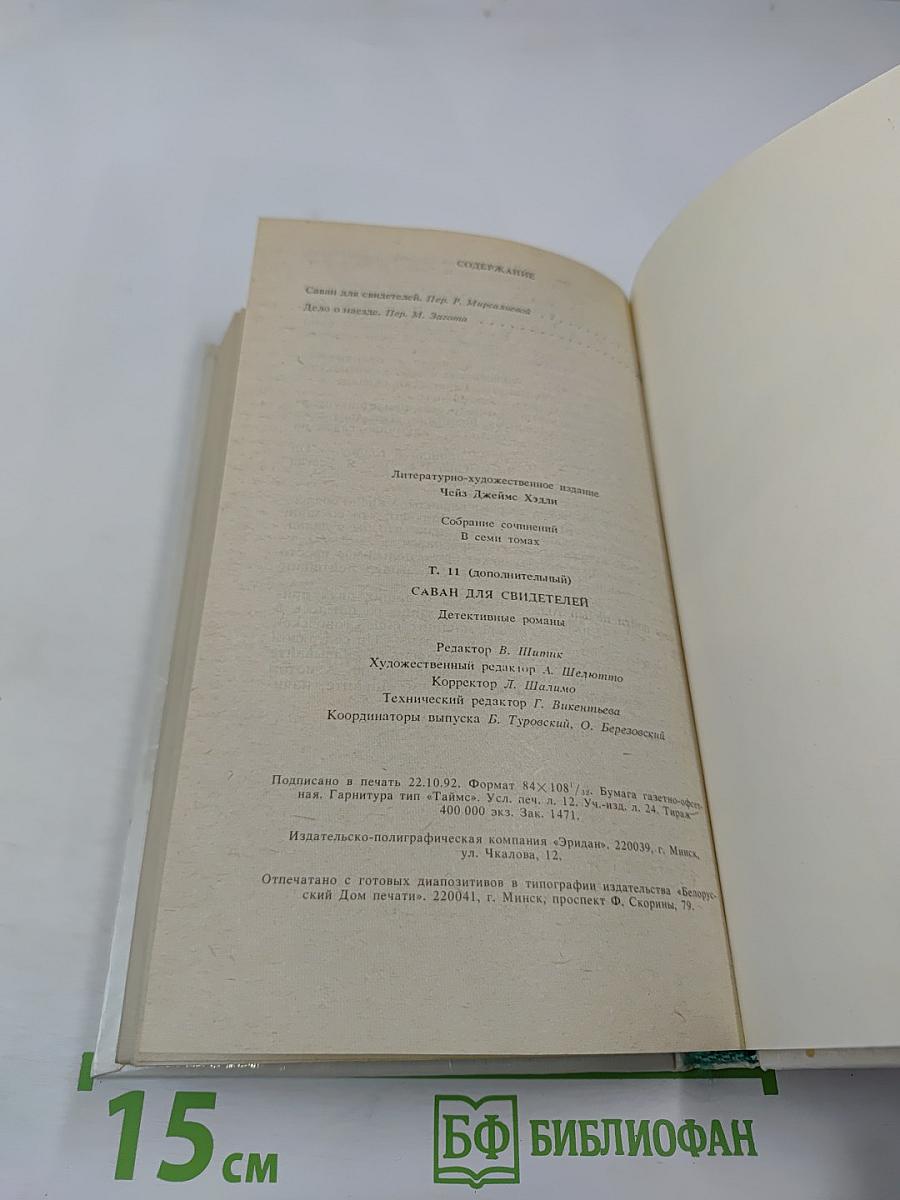 СОДЕРЖАНИЕ
Саван для свидетелей. Пер. Р. Мирсалиевой . . .
Дело о наезде. Пер. М. Загота . . . . . . . .
Литературно-художественное издание
Чейз Джеймс Хэдли
Собрание сочинений
В семи томах
Т. 11 (дополнительный)
САВАН ДЛЯ СВИДЕТЕЛЕЙ
Детективные романы
Редактор В. Шитик
Художественный редактор А. Шелютто
Корректор Л. Шалимо
Технический редактор Г. Викентьева
Координаторы выпуска Б. Туровский, О. Березовский
Подписано в печать 22.10.92. Формат 84×108 1/32. Бумага газетно-офсет-
ная. Гарнитура тип «Таймс». Усл. печ. л. 12. Уч.-изд. л. 24. Тираж
400 000 экз. Зак. 1471.
Издательско-полиграфическая компания «Эридан». 220039, г. Минск,
ул. Чкалова, 12.
Отпечатано с готовых диапозитивов в типографии издательства «Белорус-
ский Дом печати». 220041, г. Минск, проспект Ф. Скорины, 79.
15 см
БФ БИБЛИОФАН